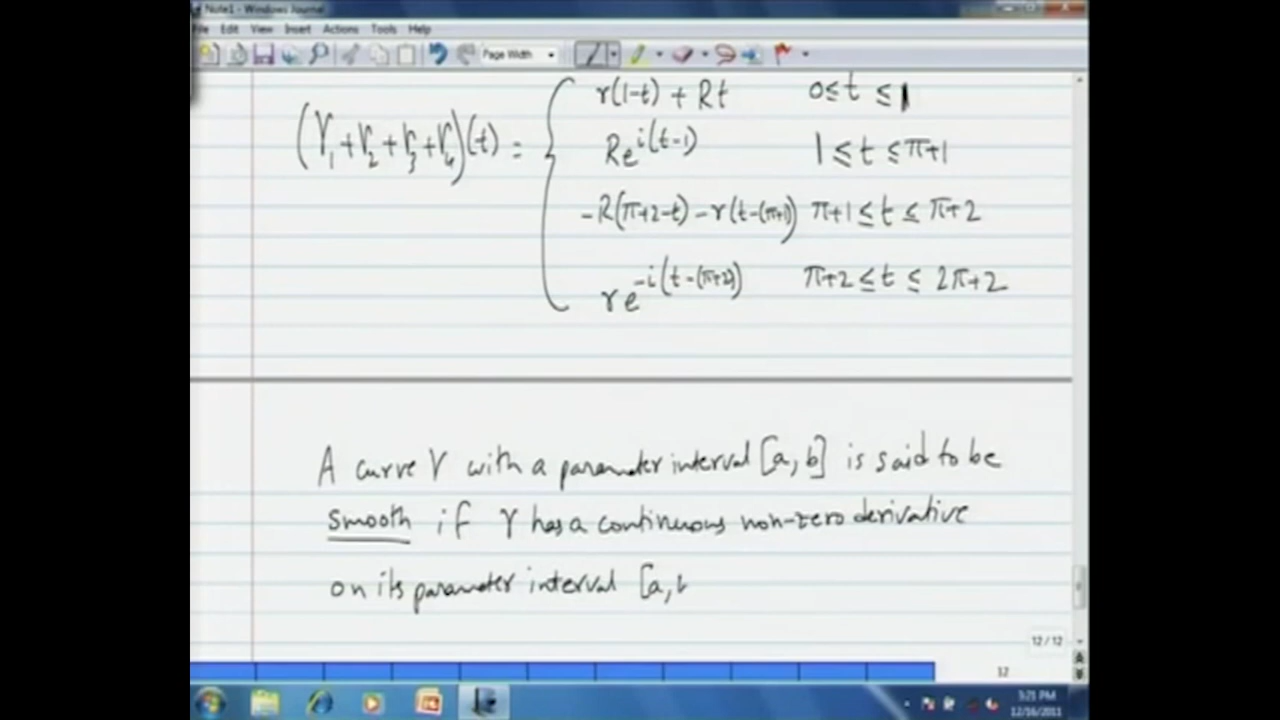 Note1 - Windows Journal
File Edit View Insert Actions Tools Help
Page Width
(γ₁+γ₂+γ₃+γ₄)(t) = { r(1-t) + Rt 0≤t ≤1
Re^{i(t-1)} 1≤t ≤π+1
-R(π+2-t) - r(t-(π+1)) π+1≤t ≤ π+2
re^{-i(t-(π+2))} π+2≤t ≤ 2π+2
A curve γ with a parameter interval [a, b] is said to be
smooth if γ has a continuous non-zero derivative
on its parameter interval [a,
12 / 12
12
5:21 PM
12/16/2011